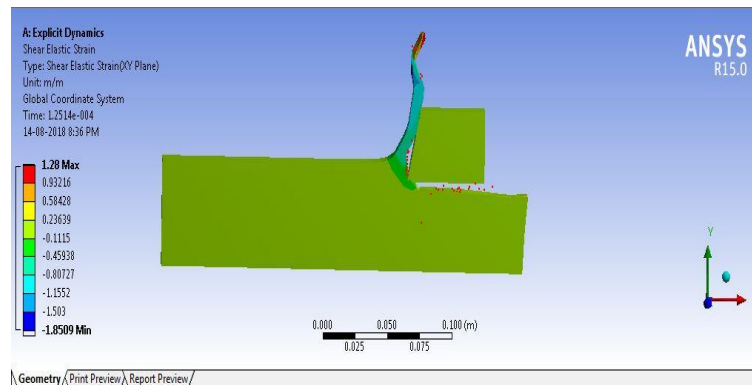 A: Explicit Dynamics
Shear Elastic Strain
Type: Shear Elastic Strain(XY Plane)
Unit: m/m
Global Coordinate System
Time: 1.2514e-004
14-08-2018 8:36 PM
ANSYS
R15.0
1.28 Max
0.93216
0.58428
0.23639
-0.1115
-0.45938
-0.80727
-1.1552
-1.503
-1.8509 Min
Y
0.000 0.050 0.100 (m)
0.025 0.075
Geometry Print Preview Report Preview